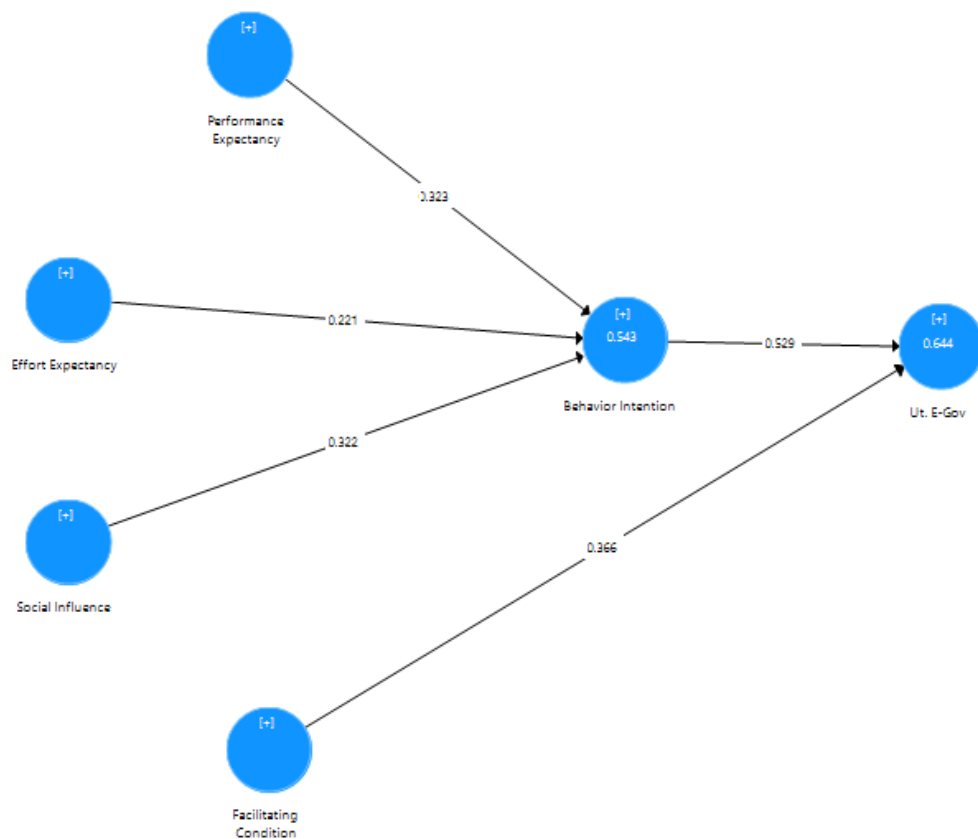 [+]
Performance
Expectancy
0.323
[+]
Effort Expectancy
0.221
[+]
0.543
Behavior Intention
0.529
[+]
0.644
Ut. E-Gov
0.322
[+]
Social Influence
0.366
[+]
Facilitating
Condition